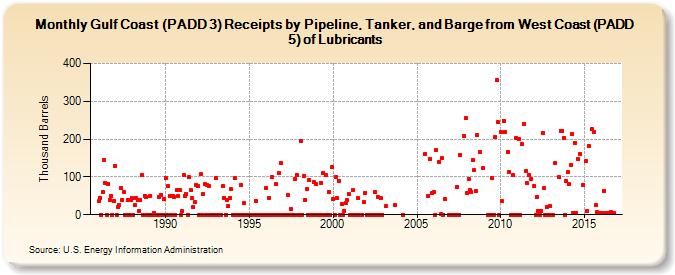 Monthly Gulf Coast (PADD 3) Receipts by Pipeline, Tanker, and Barge from West Coast (PADD
5) of Lubricants
Thousand Barrels
400
300
200
100
0
1990 1995 2000 2005 2010 2015
Source: U.S. Energy Information Administration